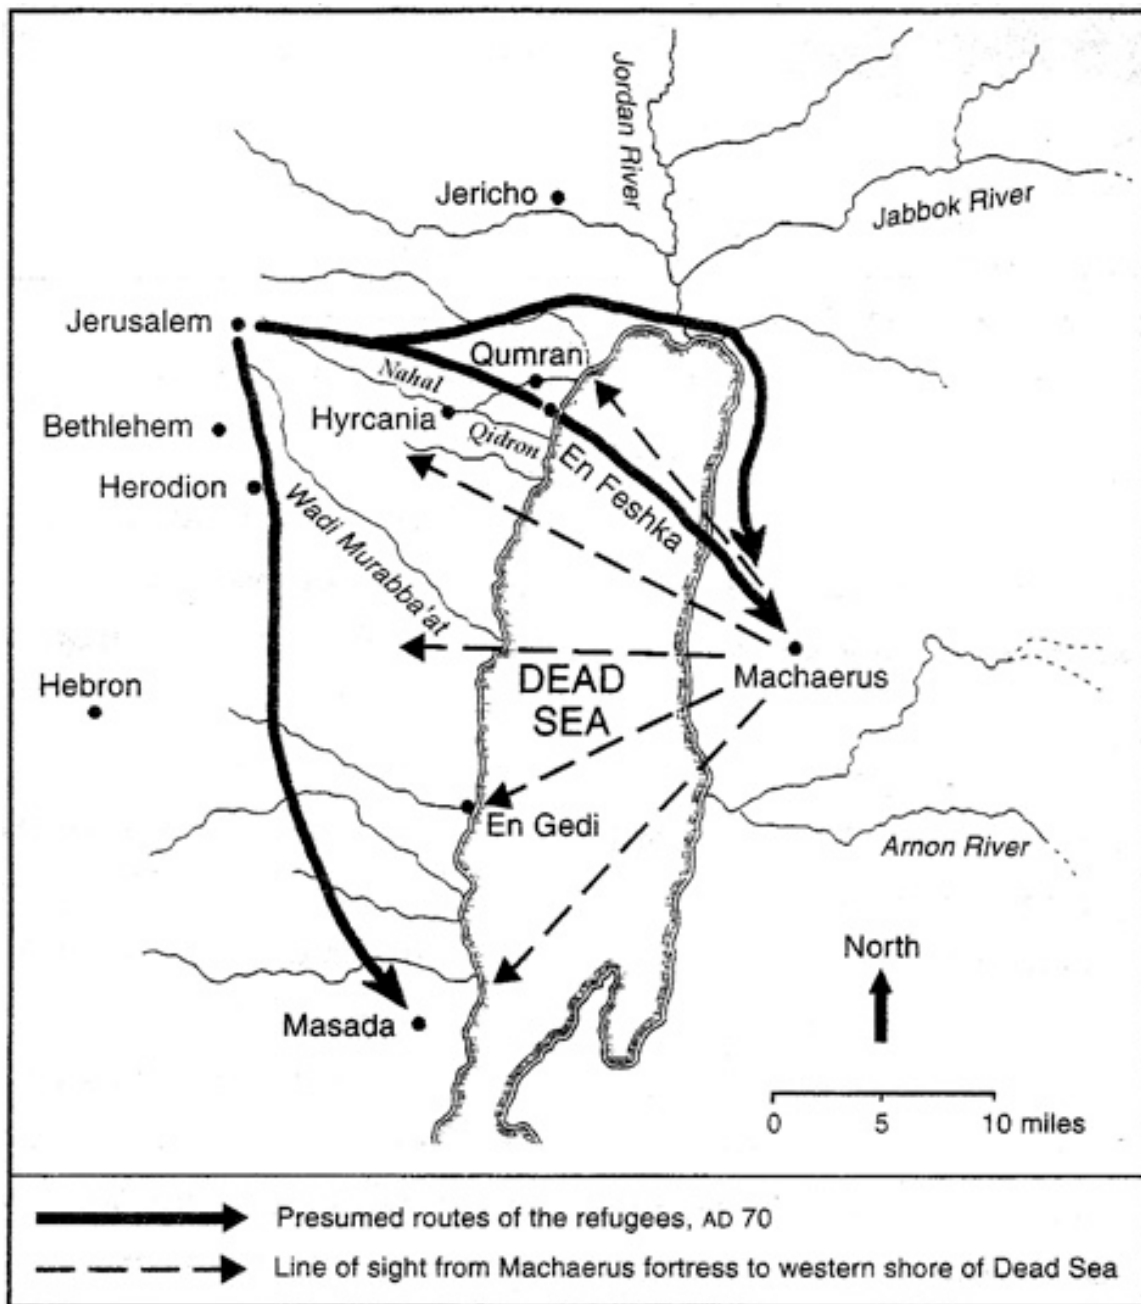 Jordan River
Jericho
Jabbok River
Jerusalem
Qumran
Nahal
Hyrcania
Bethlehem
Qidron
En Feshka
Herodion
Wadi Murabba'at
DEAD
SEA
Machaerus
Hebron
En Gedi
Arnon River
North
Masada
0 5 10 miles
Presumed routes of the refugees, AD 70
Line of sight from Machaerus fortress to western shore of Dead Sea